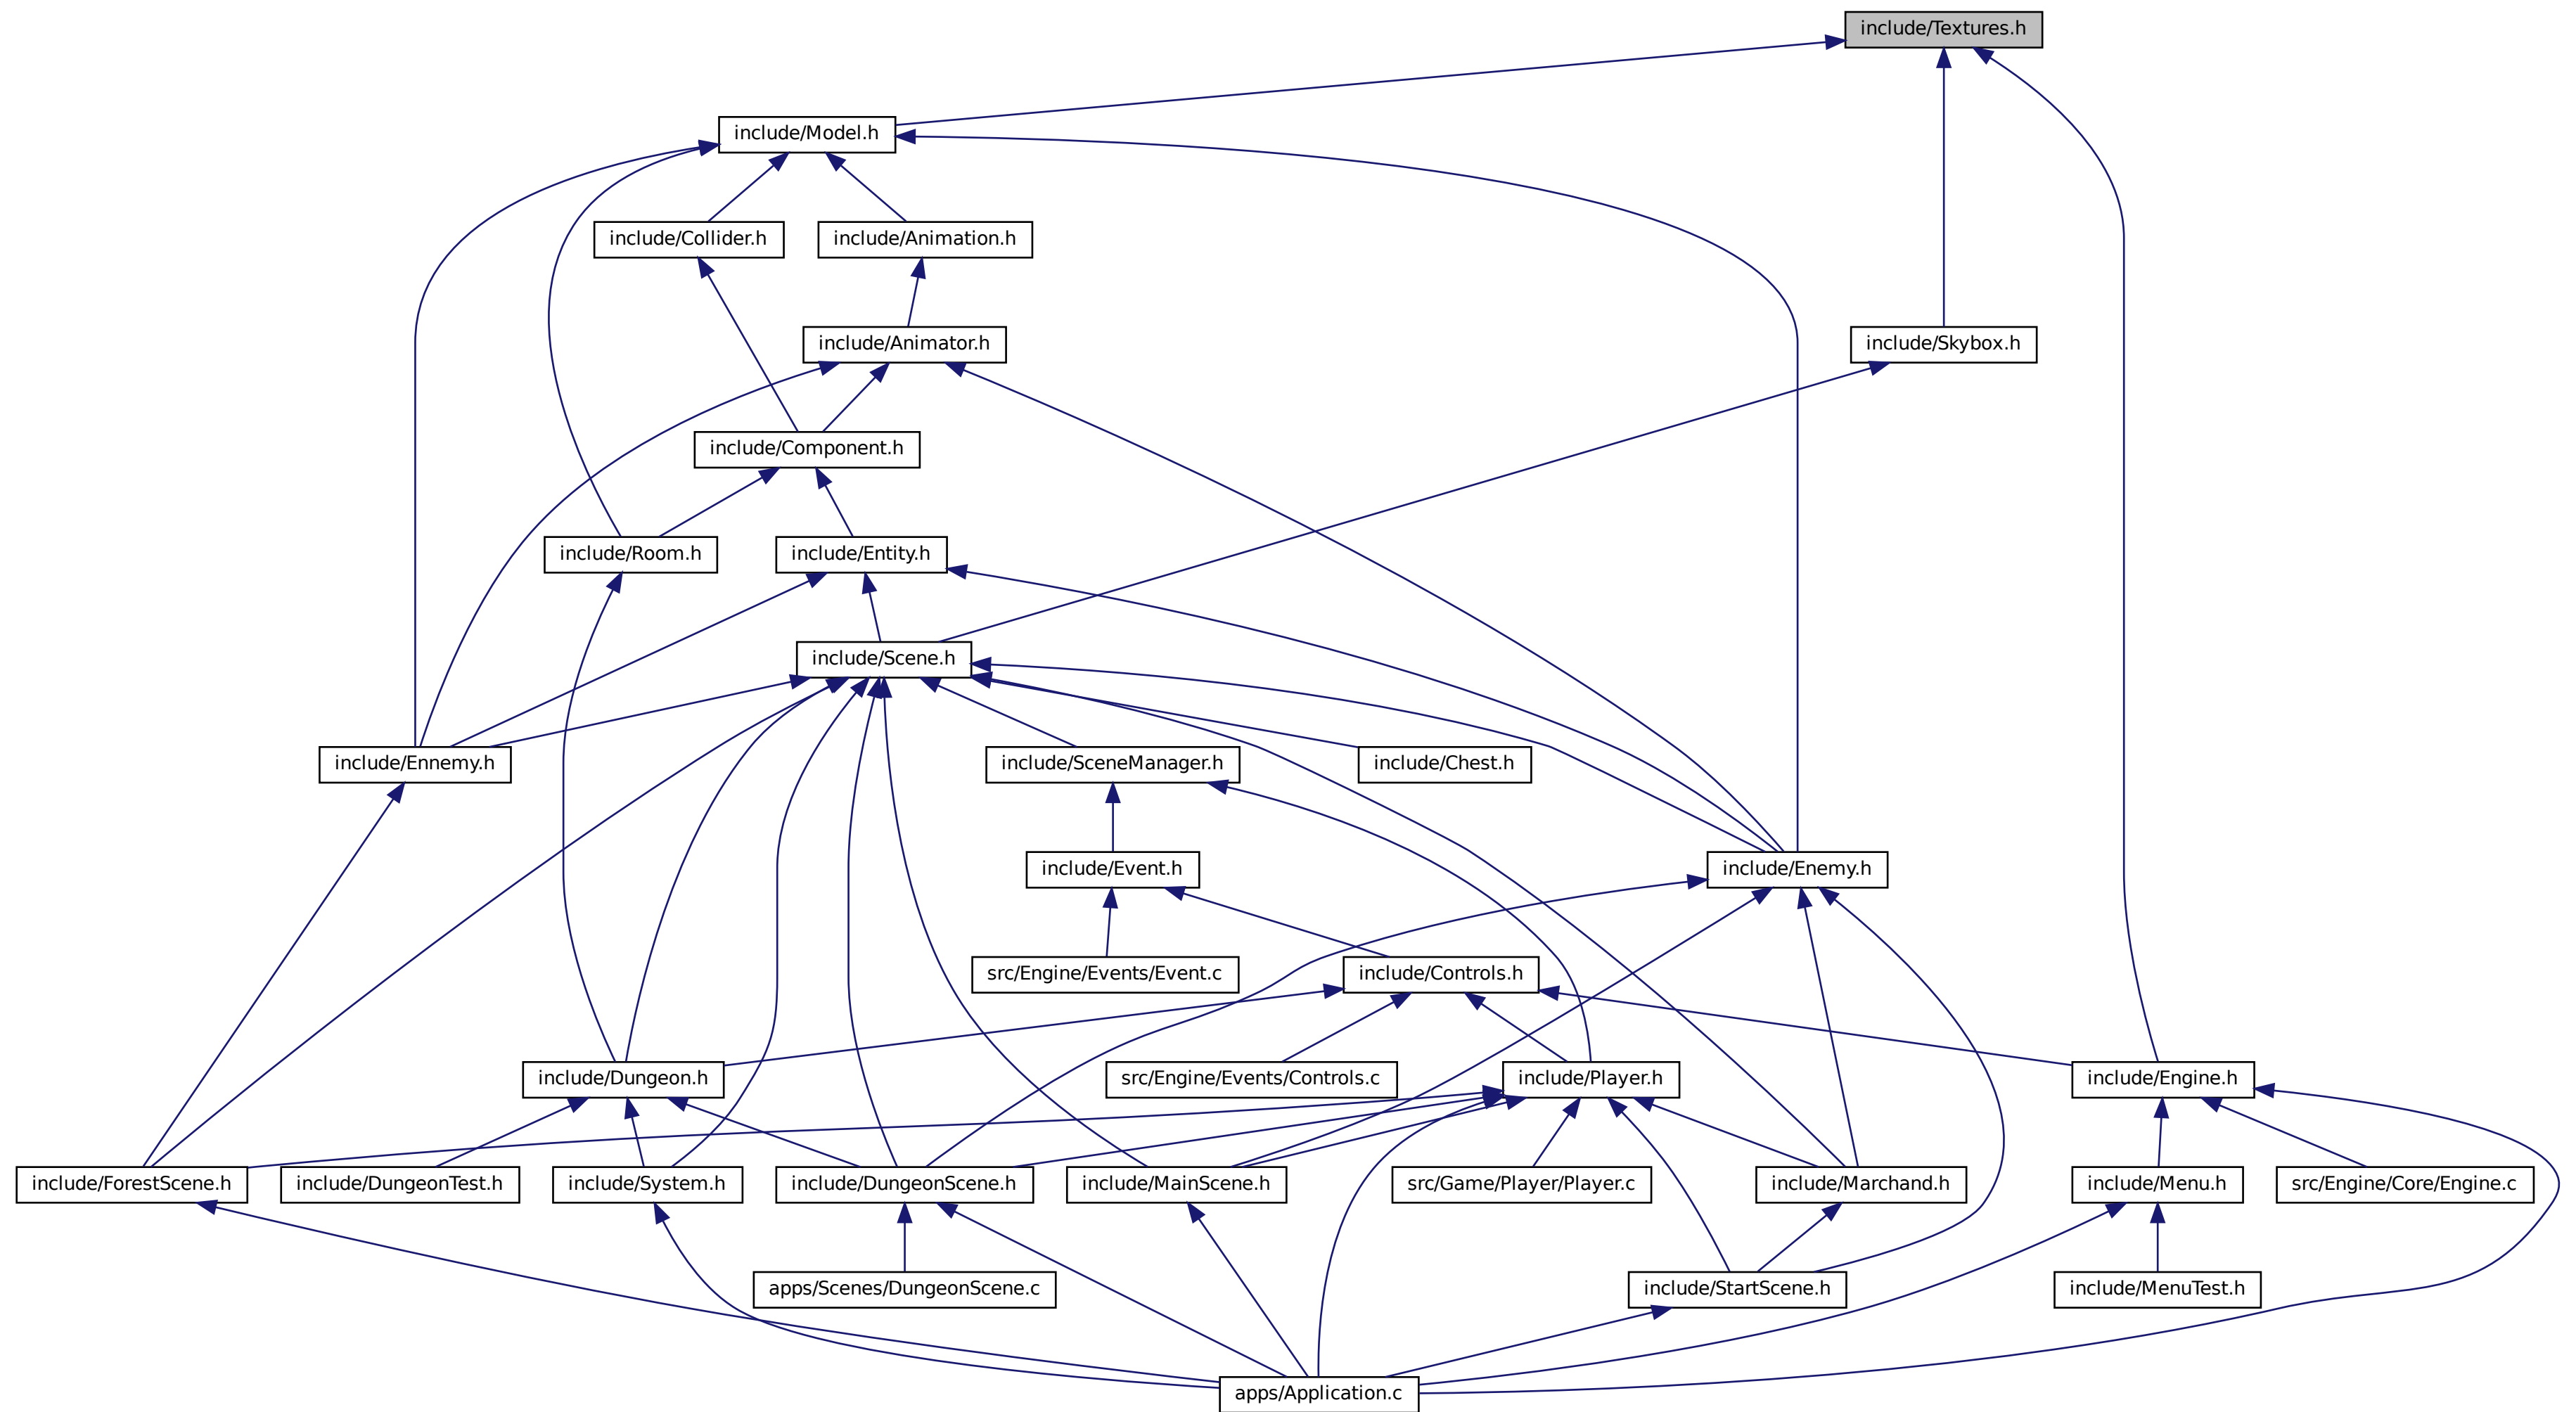 include/Textures.h
include/Model.h
include/Collider.h
include/Animation.h
include/Animator.h
include/Skybox.h
include/Component.h
include/Room.h
include/Entity.h
include/Scene.h
include/Ennemy.h
include/SceneManager.h
include/Chest.h
include/Event.h
include/Enemy.h
src/Engine/Events/Event.c
include/Controls.h
include/Dungeon.h
src/Engine/Events/Controls.c
include/Player.h
include/Engine.h
include/ForestScene.h
include/DungeonTest.h
include/System.h
include/DungeonScene.h
include/MainScene.h
src/Game/Player/Player.c
include/Marchand.h
include/Menu.h
src/Engine/Core/Engine.c
apps/Scenes/DungeonScene.c
include/StartScene.h
include/MenuTest.h
apps/Application.c